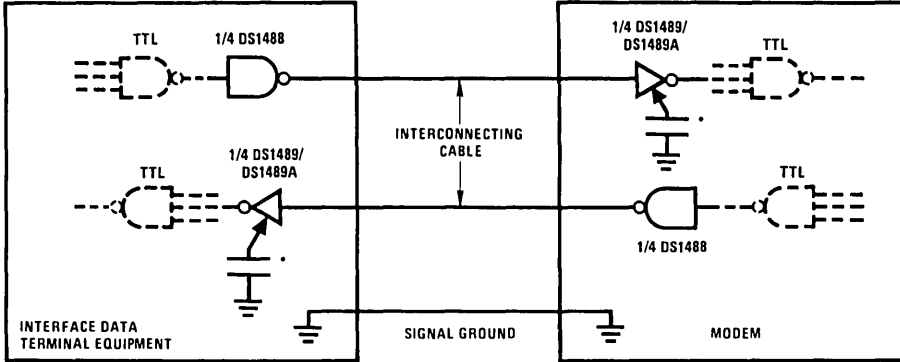 TTL
1/4 DS1488
1/4 DS1489/
DS1489A
TTL
INTERCONNECTING
CABLE
TTL
1/4 DS1489/
DS1489A
*
TTL
1/4 DS1488
*
INTERFACE DATA
TERMINAL EQUIPMENT
SIGNAL GROUND
MODEM